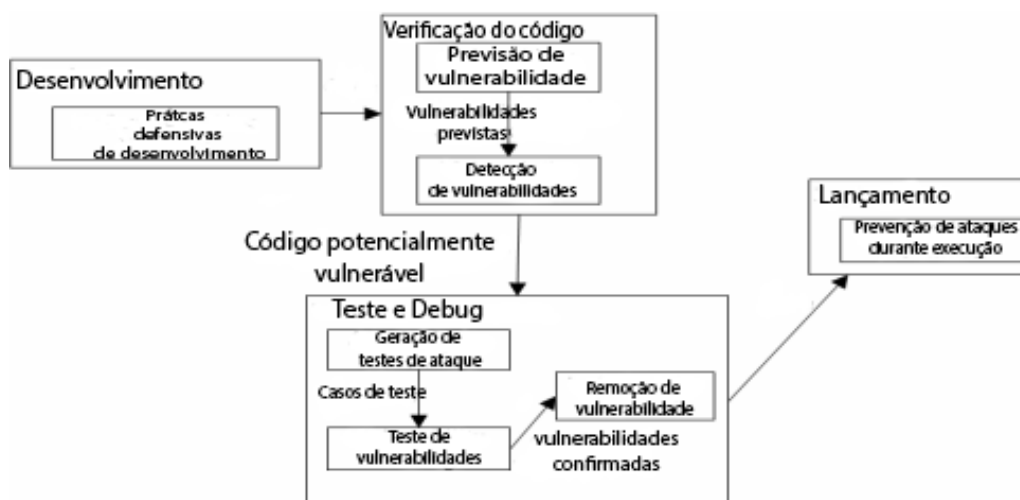 Desenvolvimento
Prátcas
defensivas
de desenvolvimento
Verificação do código
Previsão de
vulnerabilidade
Vulnerabilidades
previstas
Detecção
de vulnerabilidades
Código potencialmente
vulnerável
Teste e Debug
Geração de
testes de ataque
Casos de teste
Teste de
vulnerabilidades
Remoção de
vulnerabilidade
vulnerabilidades
confirmadas
Lançamento
Prevenção de ataques
durante execução